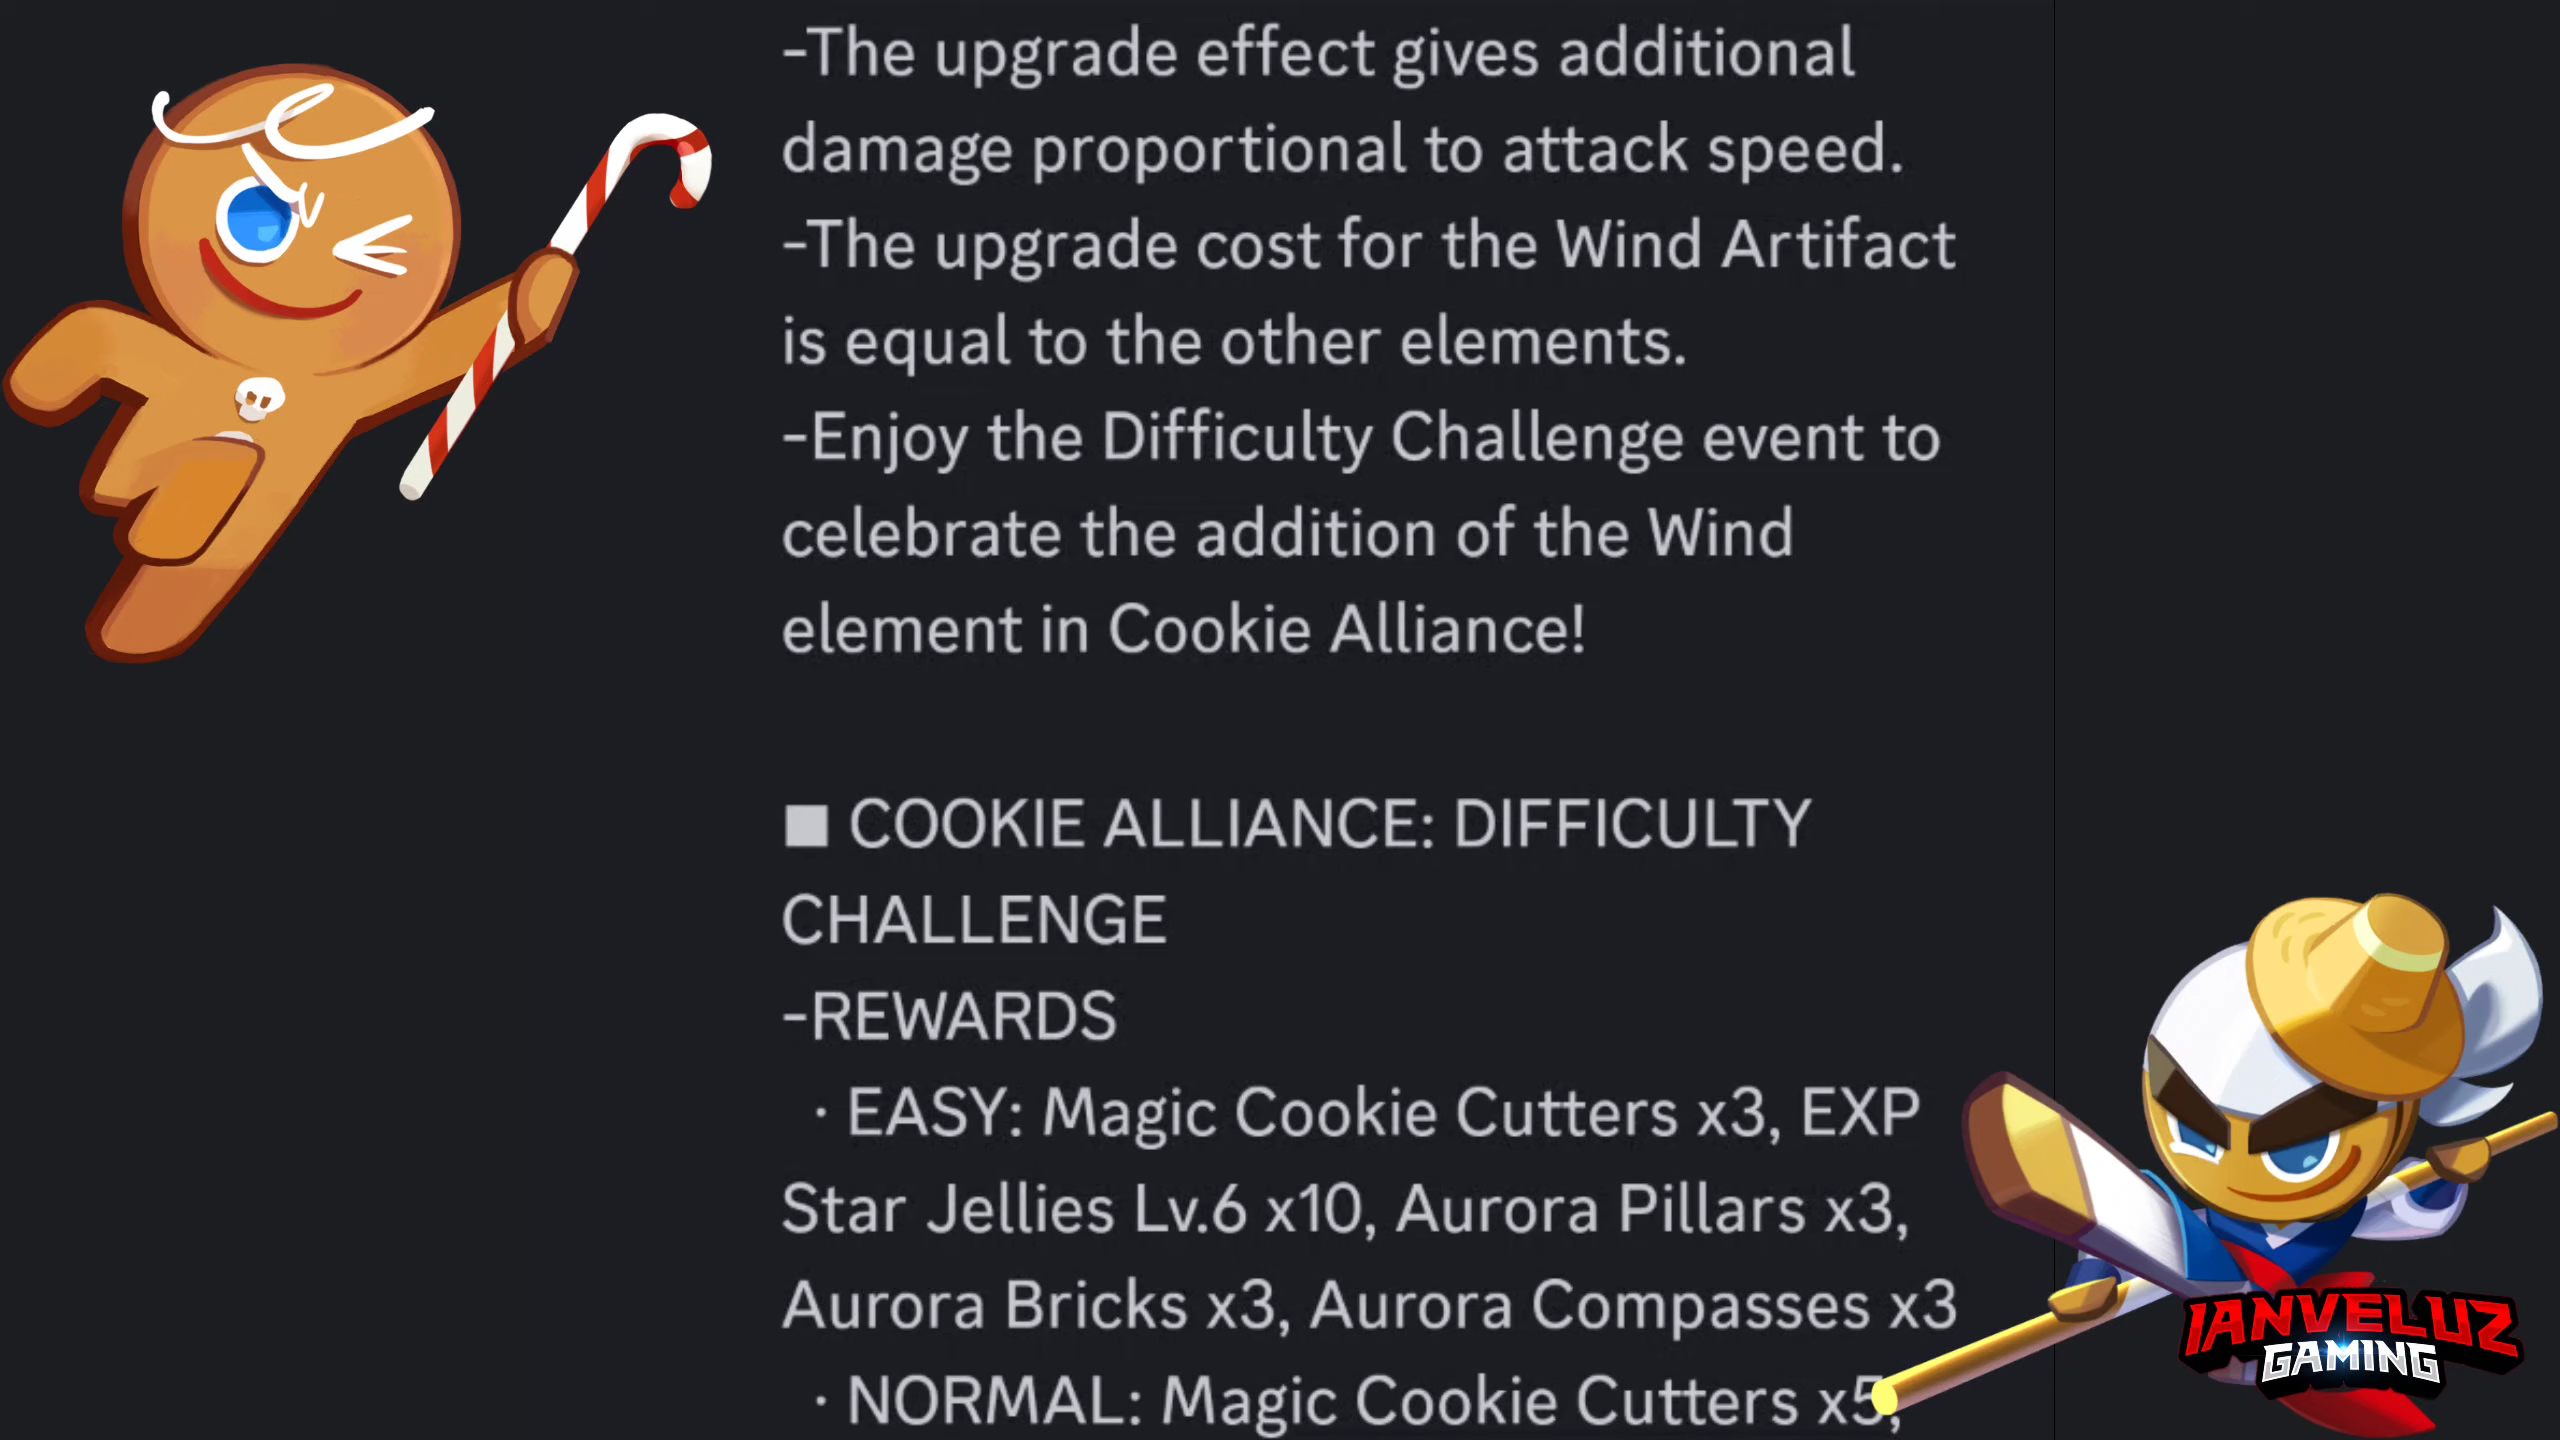 -The upgrade effect gives additional
damage proportional to attack speed.
-The upgrade cost for the Wind Artifact
is equal to the other elements.
-Enjoy the Difficulty Challenge event to
celebrate the addition of the Wind
element in Cookie Alliance!
■ COOKIE ALLIANCE: DIFFICULTY
CHALLENGE
-REWARDS
· EASY: Magic Cookie Cutters x3, EXP
Star Jellies Lv.6 x10, Aurora Pillars x3,
Aurora Bricks x3, Aurora Compasses x3
· NORMAL: Magic Cookie Cutters x5,
IANVELUZ
GAMING